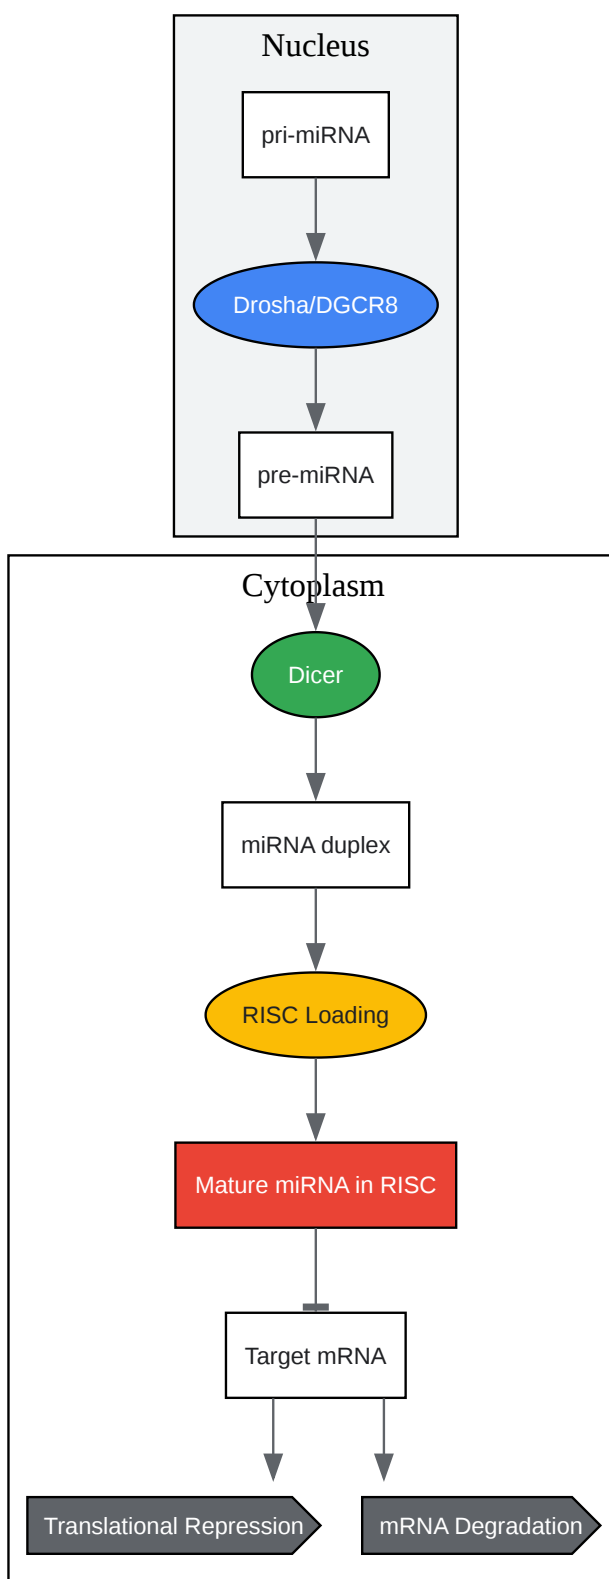 Nucleus
pri-miRNA
Drosha/DGCR8
pre-miRNA
Cytoplasm
Dicer
miRNA duplex
RISC Loading
Mature miRNA in RISC
Target mRNA
Translational Repression
mRNA Degradation